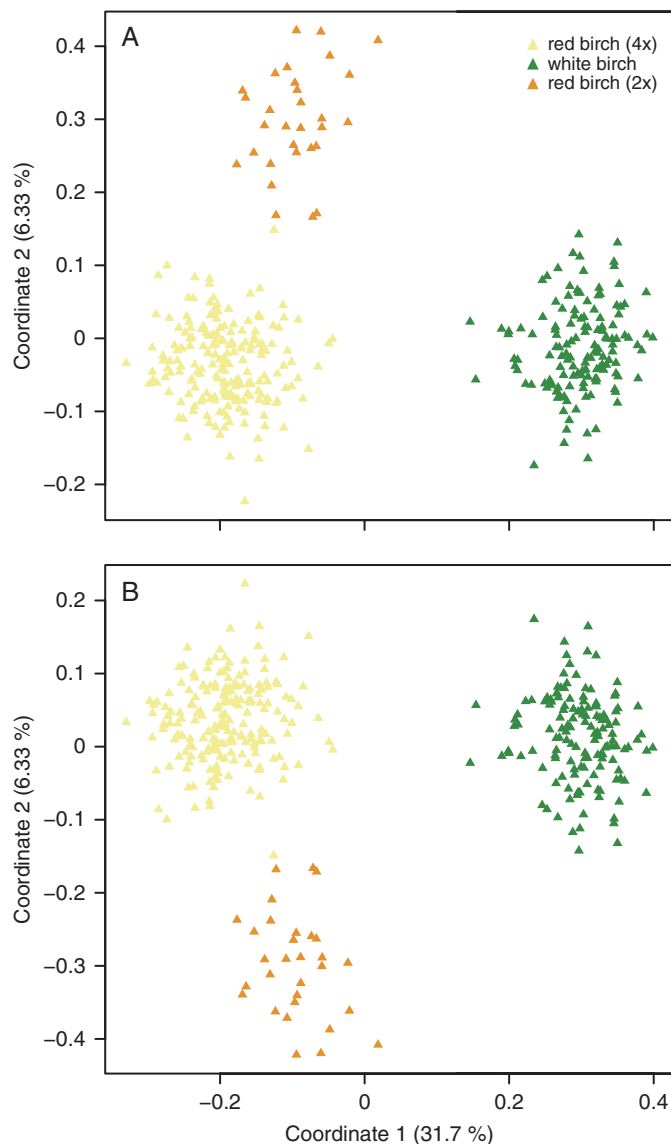 A
red birch (4x)
white birch
red birch (2x)
0.4
0.3
0.2
0.1
0
−0.1
−0.2
Coordinate 2 (6.33 %)
B
0.2
0.1
0
−0.1
−0.2
−0.3
−0.4
Coordinate 2 (6.33 %)
−0.2
0
0.2
0.4
Coordinate 1 (31.7 %)